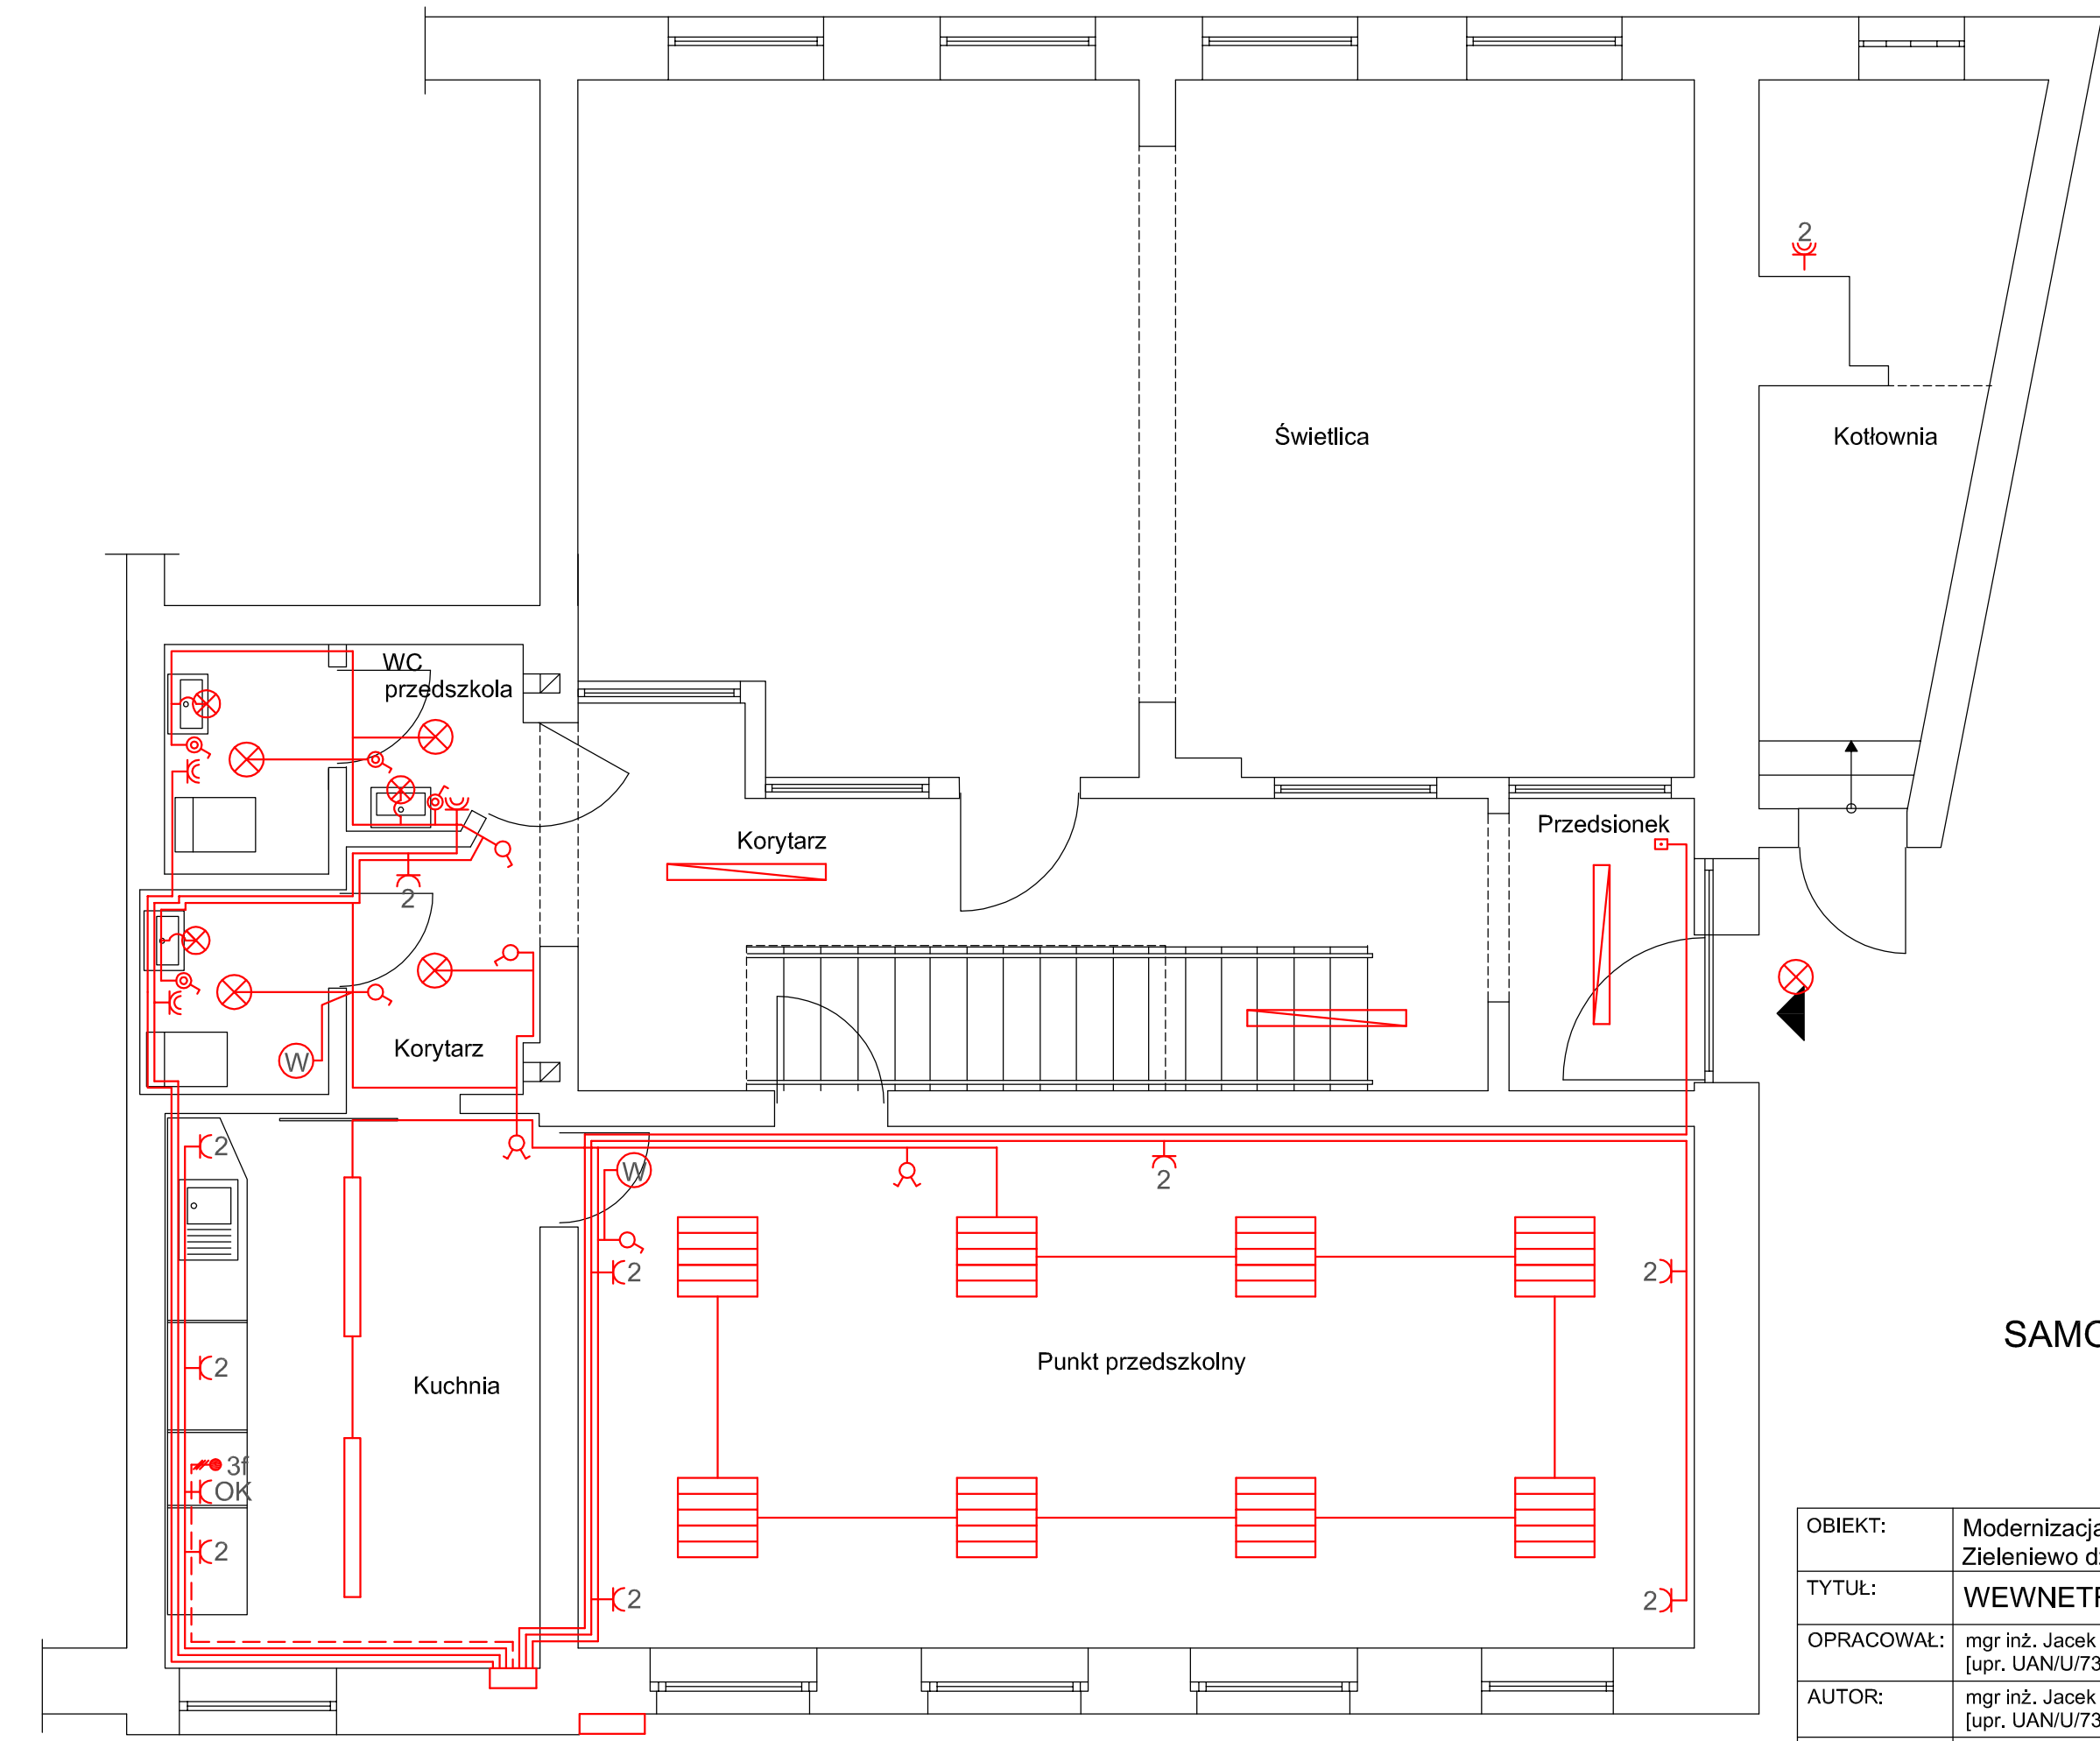 2
Świetlica
Kotłownia
WC
przedszkola
Korytarz
Przedsionek
2
W
Korytarz
2
W
2
2
2
Punkt przedszkolny
SAMO
2
Kuchnia
3f
OK
2
2
2
OBIEKT:
Modernizacja
Zieleniewo d
TYTUŁ:
WEWNETR
OPRACOWAŁ:
mgr inż. Jacek
[upr. UAN/U/73
AUTOR:
mgr inż. Jacek
[upr. UAN/U/73